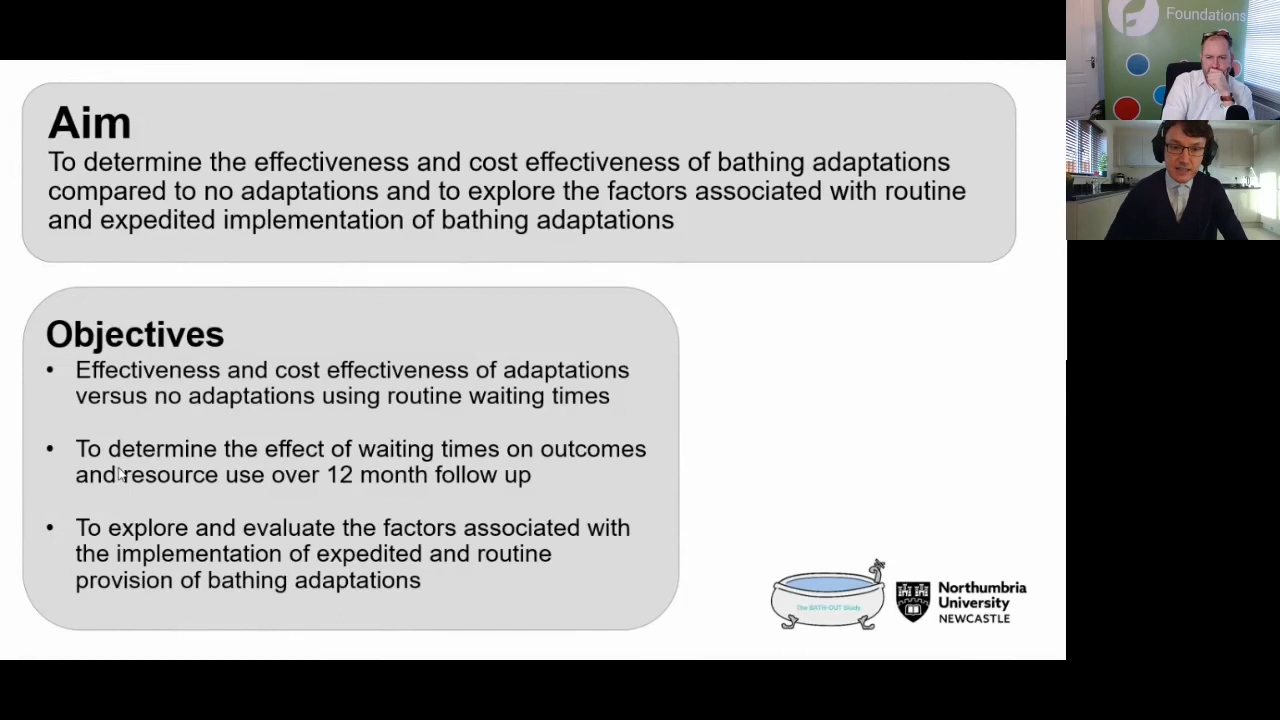 Foundations
Aim
To determine the effectiveness and cost effectiveness of bathing adaptations
compared to no adaptations and to explore the factors associated with routine
and expedited implementation of bathing adaptations
Objectives
• Effectiveness and cost effectiveness of adaptations
versus no adaptations using routine waiting times
• To determine the effect of waiting times on outcomes
and resource use over 12 month follow up
• To explore and evaluate the factors associated with
the implementation of expedited and routine
provision of bathing adaptations
The BATH-OUT Study
Northumbria
University
NEWCASTLE